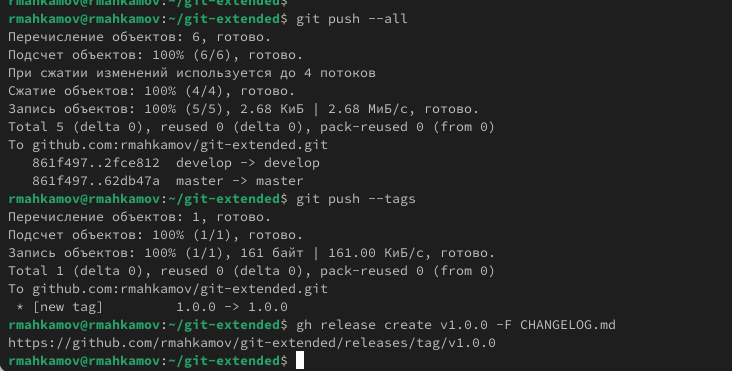 rmahkamov@rmahkamov:~/git-extended$
rmahkamov@rmahkamov:~/git-extended$ git push --all
Перечисление объектов: 6, готово.
Подсчет объектов: 100% (6/6), готово.
При сжатии изменений используется до 4 потоков
Сжатие объектов: 100% (4/4), готово.
Запись объектов: 100% (5/5), 2.68 КиБ | 2.68 МиБ/с, готово.
Total 5 (delta 0), reused 0 (delta 0), pack-reused 0 (from 0)
To github.com:rmahkamov/git-extended.git
   861f497..2fce812  develop -> develop
   861f497..62db47a  master -> master
rmahkamov@rmahkamov:~/git-extended$ git push --tags
Перечисление объектов: 1, готово.
Подсчет объектов: 100% (1/1), готово.
Запись объектов: 100% (1/1), 161 байт | 161.00 КиБ/с, готово.
Total 1 (delta 0), reused 0 (delta 0), pack-reused 0 (from 0)
To github.com:rmahkamov/git-extended.git
 * [new tag]         1.0.0 -> 1.0.0
rmahkamov@rmahkamov:~/git-extended$ gh release create v1.0.0 -F CHANGELOG.md
https://github.com/rmahkamov/git-extended/releases/tag/v1.0.0
rmahkamov@rmahkamov:~/git-extended$